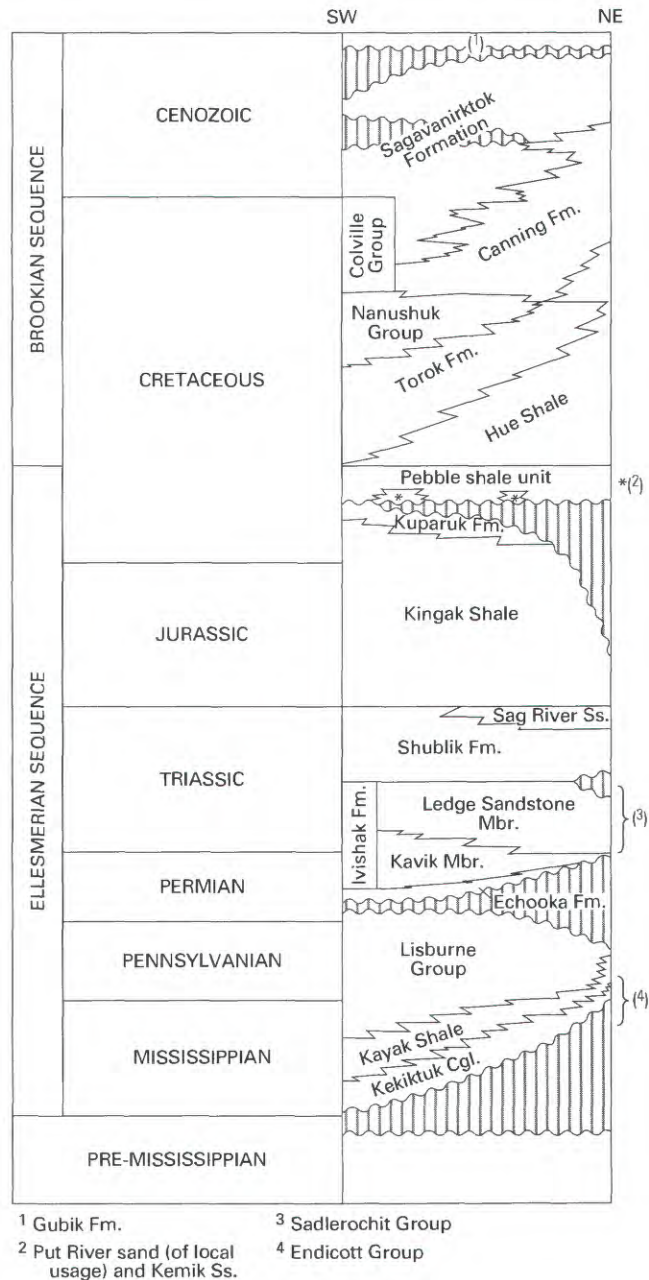 SW NE
(1)
CENOZOIC
Sagavanirktok
Formation
BROOKIAN SEQUENCE
Colville
Group
Canning Fm.
Nanushuk
Group
CRETACEOUS
Torok Fm.
Hue Shale
Pebble shale unit
*(2)
* *
Kuparuk Fm.
Kingak Shale
JURASSIC
ELLESMERIAN SEQUENCE
Sag River Ss.
Shublik Fm.
TRIASSIC
Ivishak Fm.
Ledge Sandstone
Mbr.
(3)
Kavik Mbr.
PERMIAN
Echooka Fm.
PENNSYLVANIAN
Lisburne
Group
(4)
MISSISSIPPIAN
Kayak Shale
Kekiktuk Cgl.
PRE-MISSISSIPPIAN
1 Gubik Fm.
2 Put River sand (of local
usage) and Kemik Ss.
3 Sadlerochit Group
4 Endicott Group